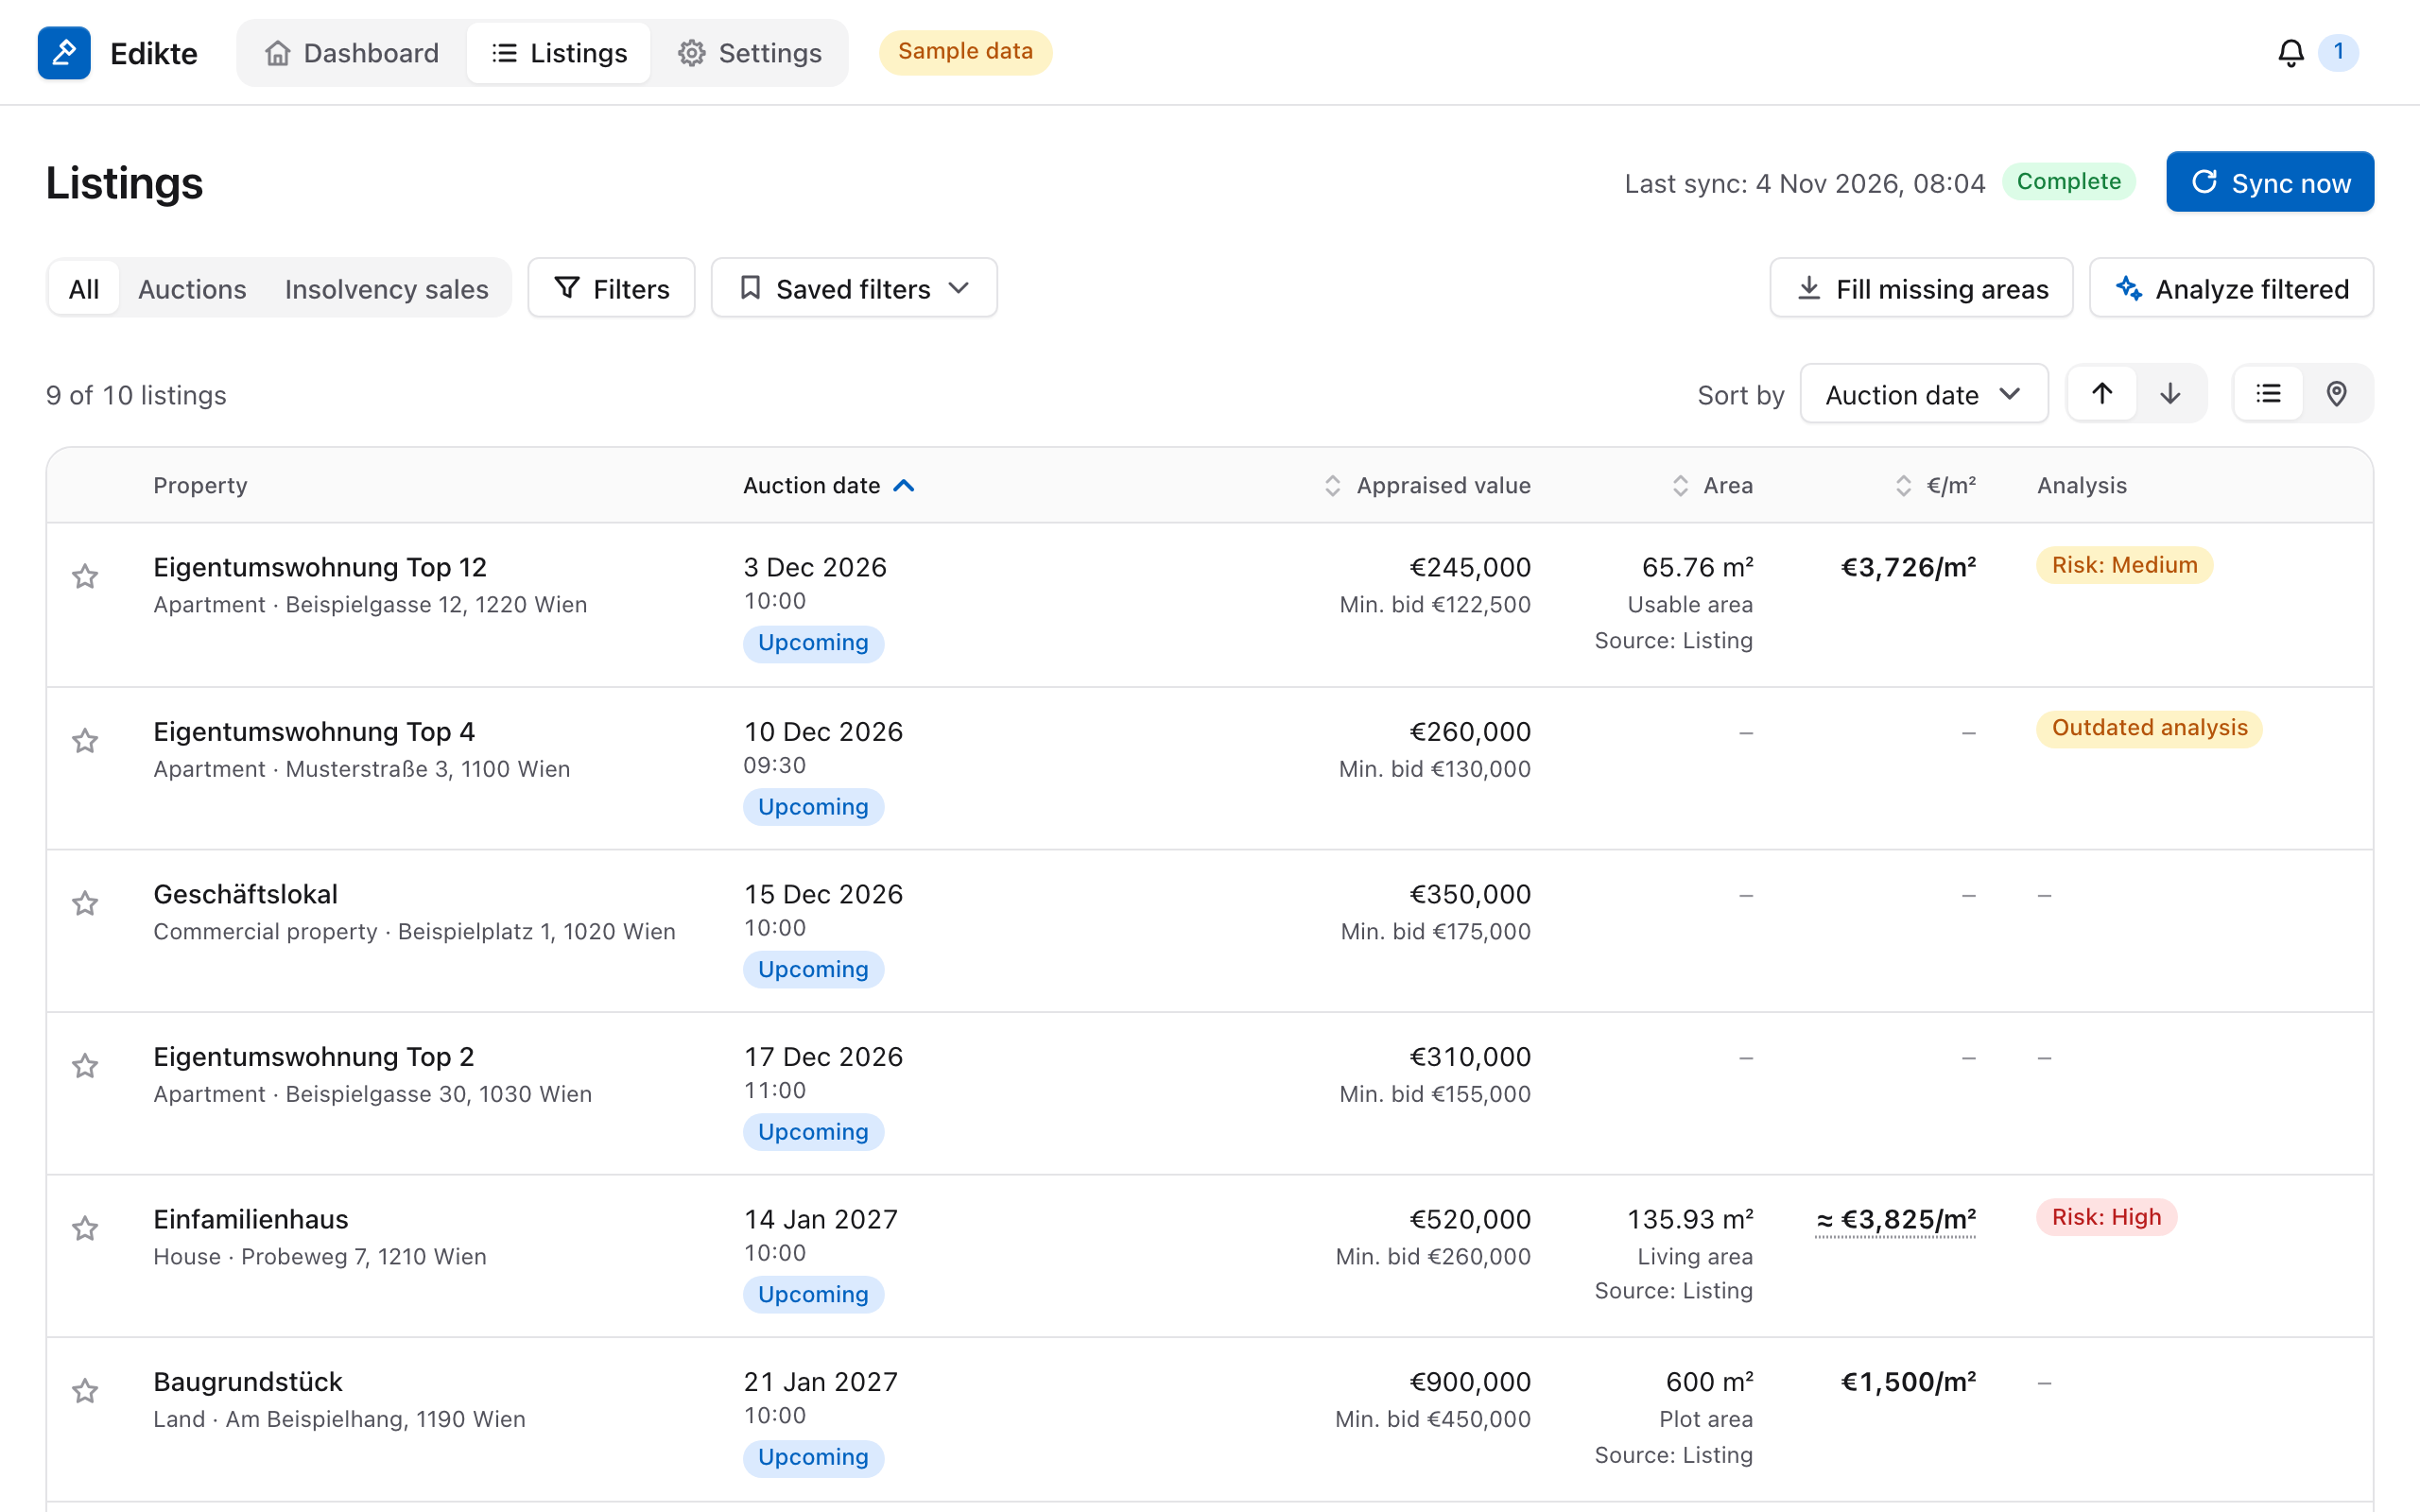 Edikte
Dashboard
Listings
Settings
Sample data
1
Listings
Last sync: 4 Nov 2026, 08:04
Complete
Sync now
All
Auctions
Insolvency sales
Filters
Saved filters
Fill missing areas
Analyze filtered
9 of 10 listings
Sort by
Auction date
Property
Auction date
Appraised value
Area
€/m²
Analysis
Eigentumswohnung Top 12
Apartment · Beispielgasse 12, 1220 Wien
3 Dec 2026
10:00
Upcoming
€245,000
Min. bid €122,500
65.76 m²
Usable area
Source: Listing
€3,726/m²
Risk: Medium
Eigentumswohnung Top 4
Apartment · Musterstraße 3, 1100 Wien
10 Dec 2026
09:30
Upcoming
€260,000
Min. bid €130,000
–
–
Outdated analysis
Geschäftslokal
Commercial property · Beispielplatz 1, 1020 Wien
15 Dec 2026
10:00
Upcoming
€350,000
Min. bid €175,000
–
–
–
Eigentumswohnung Top 2
Apartment · Beispielgasse 30, 1030 Wien
17 Dec 2026
11:00
Upcoming
€310,000
Min. bid €155,000
–
–
–
Einfamilienhaus
House · Probeweg 7, 1210 Wien
14 Jan 2027
10:00
Upcoming
€520,000
Min. bid €260,000
135.93 m²
Living area
Source: Listing
≈ €3,825/m²
Risk: High
Baugrundstück
Land · Am Beispielhang, 1190 Wien
21 Jan 2027
10:00
Upcoming
€900,000
Min. bid €450,000
600 m²
Plot area
Source: Listing
€1,500/m²
–